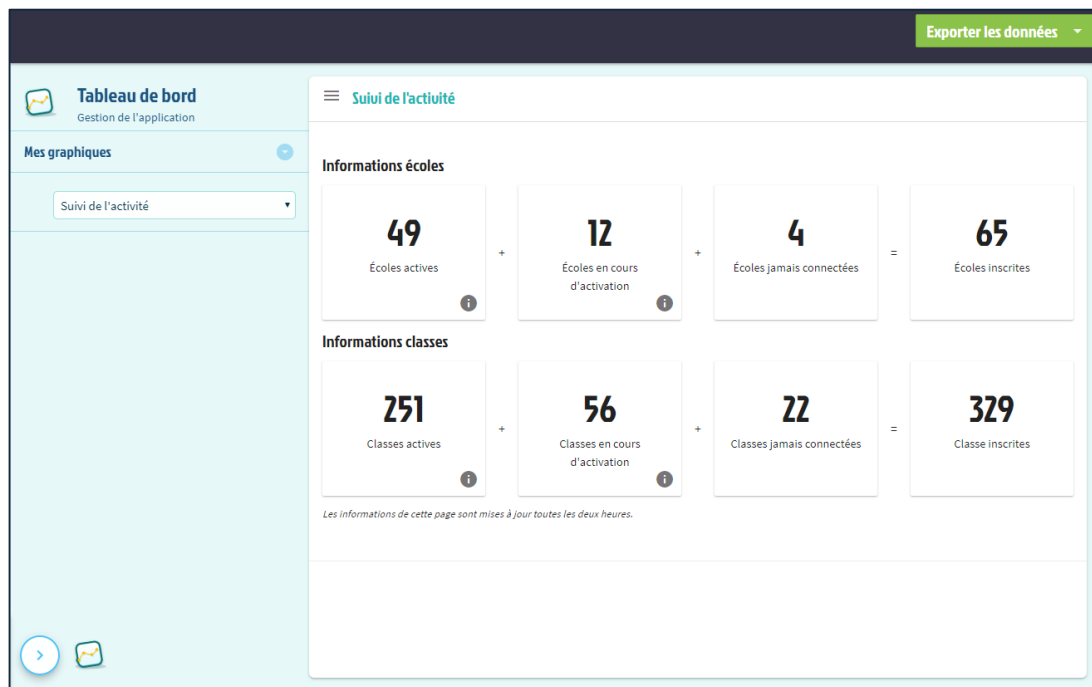 Exporter les données
Tableau de bord
Gestion de l'application
Mes graphiques
Suivi de l'activité
Suivi de l'activité
Informations écoles
49
Écoles actives
+
12
Écoles en cours
d'activation
+
4
Écoles jamais connectées
=
65
Écoles inscrites
Informations classes
251
Classes actives
+
56
Classes en cours
d'activation
+
22
Classes jamais connectées
=
329
Classe inscrites
Les informations de cette page sont mises à jour toutes les deux heures.